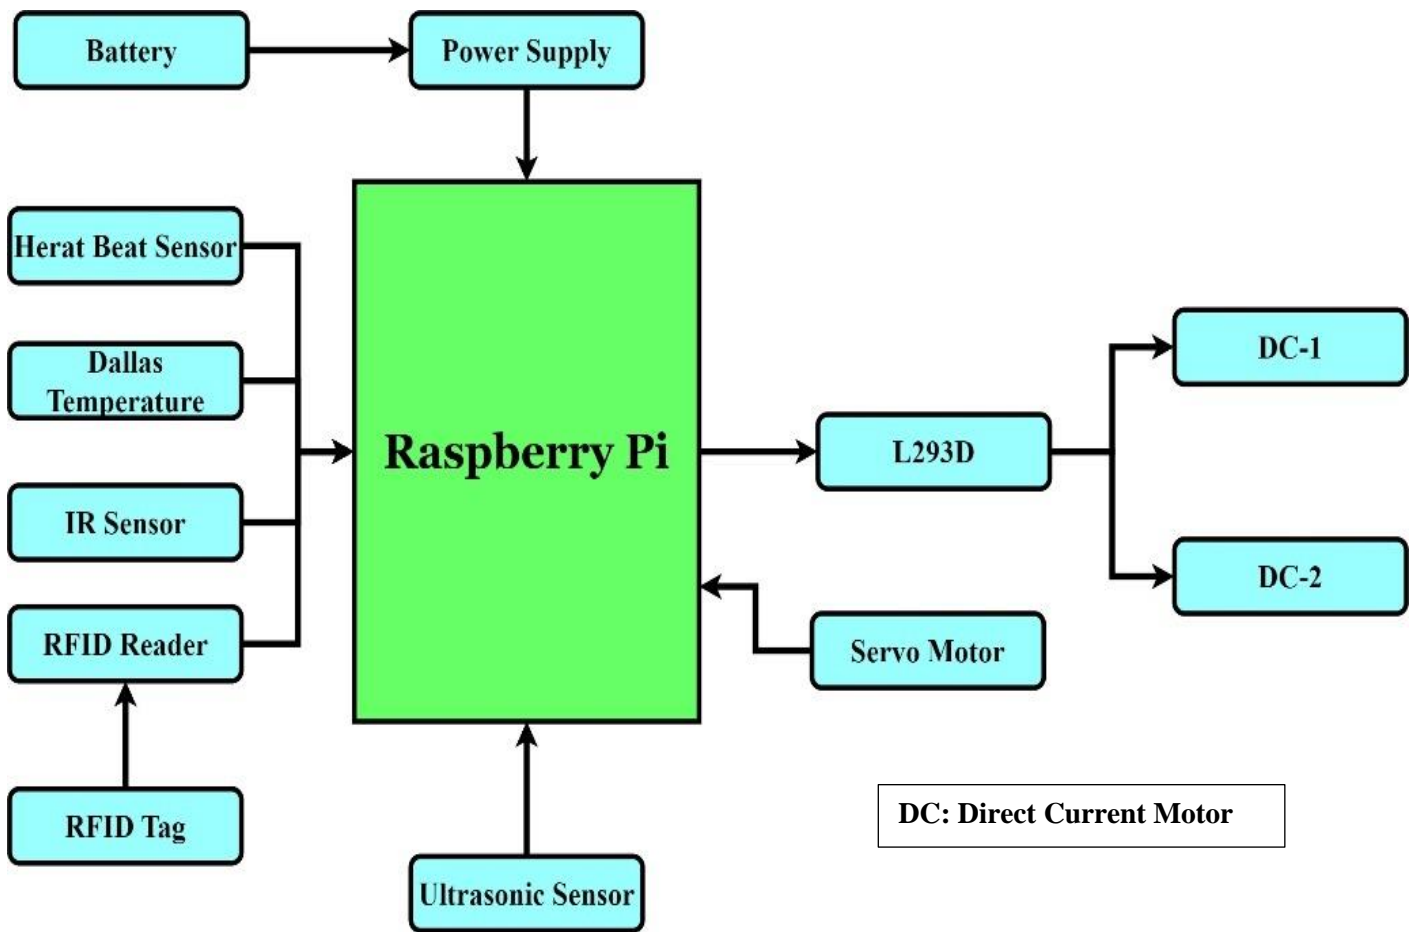 Battery
Power Supply
Herat Beat Sensor
Dallas
Temperature
IR Sensor
RFID Reader
RFID Tag
Raspberry Pi
Ultrasonic Sensor
L293D
Servo Motor
DC-1
DC-2
DC: Direct Current Motor